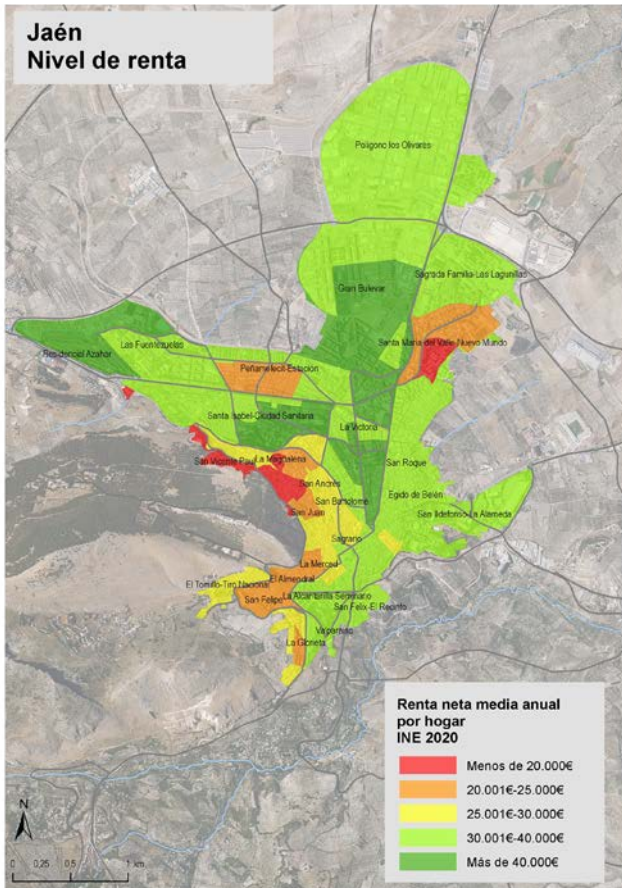 Jaén
Nivel de renta
Polígono los Olivares
Sagrada Familia-Las Lagunillas
Gran Bulevar
Santa María del Valle-Nuevo Mundo
Las Fuentezuelas
Residencial Azahar
Peñamefecit-Estación
Santa Isabel-Ciudad Sanitaria
La Victoria
San Vicente Paul
La Magdalena
San Roque
San Andrés
Egido de Belén
San Bartolomé
San Juan
San Ildefonso-La Alameda
Sagrario
La Merced
El Tomillo-Tiro Nacional
El Almendral
La Alcantarilla Seminario
San Felipe
San Felix-El Recinto
Valparaíso
La Glorieta
Renta neta media anual
por hogar
INE 2020
Menos de 20.000€
20.001€-25.000€
25.001€-30.000€
30.001€-40.000€
Más de 40.000€
N
0 0,25 0,5 1 km